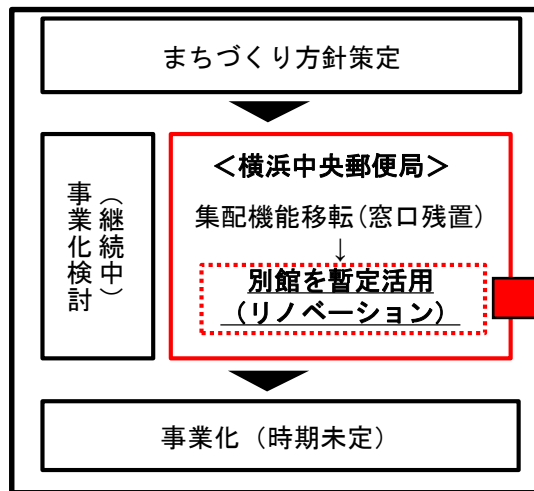 まちづくり方針策定
事業化検討
（継続中）
＜横浜中央郵便局＞
集配機能移転(窓口残置)
↓
別館を暫定活用
（リノベーション）
事業化（時期未定）